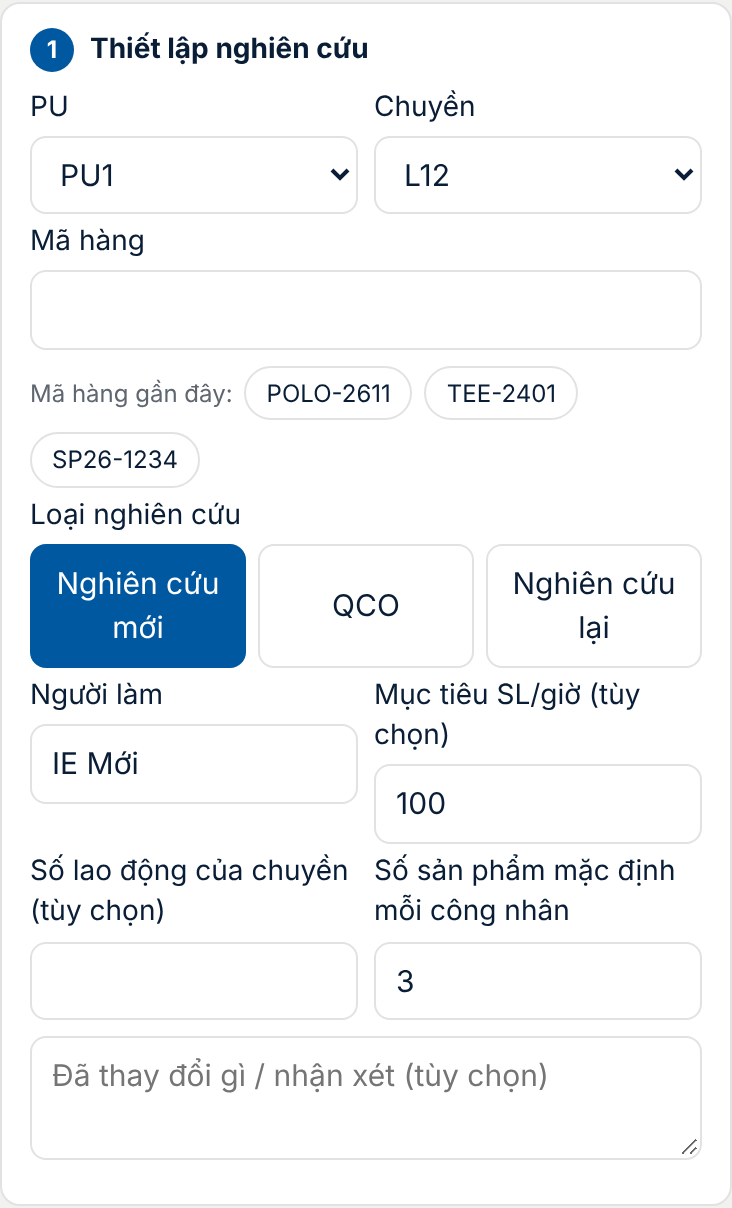 1 Thiết lập nghiên cứu
PU Chuyền
PU1 L12
Mã hàng
Mã hàng gần đây: POLO-2611 TEE-2401
SP26-1234
Loại nghiên cứu
Nghiên cứu
mới
QCO
Nghiên cứu
lại
Người làm
IE Mới
Mục tiêu SL/giờ (tùy
chọn)
100
Số lao động của chuyền
(tùy chọn)
Số sản phẩm mặc định
mỗi công nhân
3
Đã thay đổi gì / nhận xét (tùy chọn)